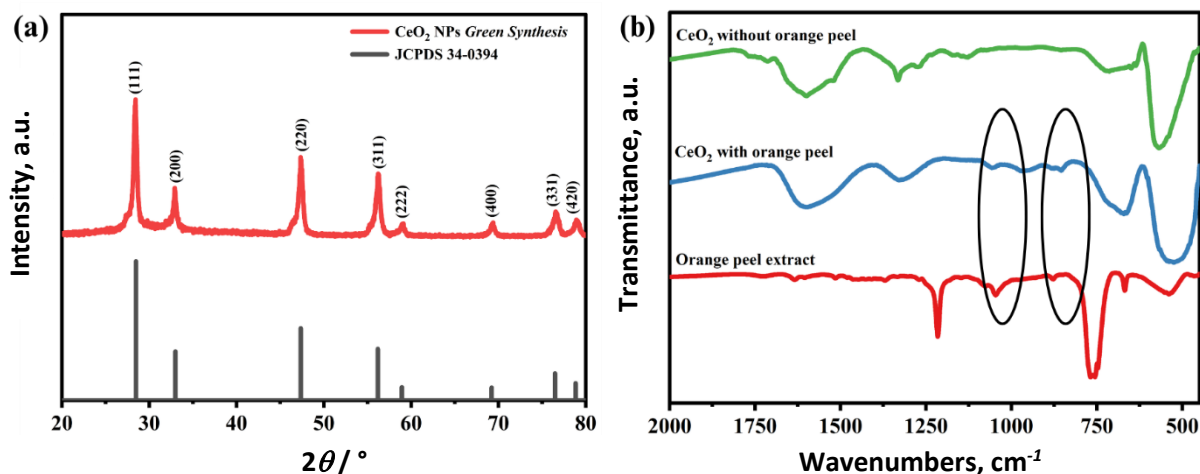 (a)
CeO₂ NPs Green Synthesis
JCPDS 34-0394
(111)
(200)
(220)
(311)
(222)
(400)
(331)
(420)
Intensity, a.u.
20 30 40 50 60 70 80
2θ / °
(b)
CeO₂ without orange peel
CeO₂ with orange peel
Orange peel extract
Transmittance, a.u.
2000 1750 1500 1250 1000 750 500
Wavenumbers, cm⁻¹